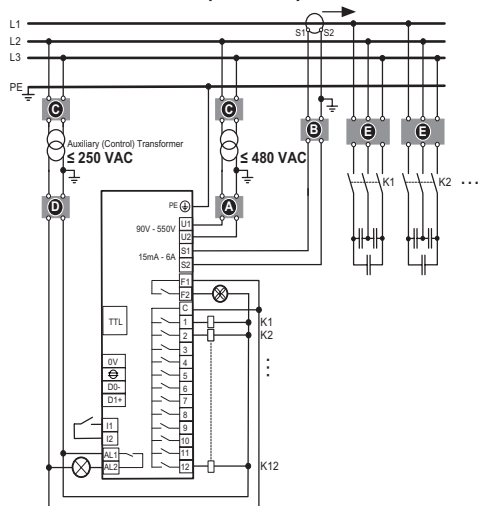 L1
S1 S2
L2
L3
PE
C C B E E
Auxiliary (Control) Transformer
≤ 250 VAC ≤ 480 VAC
K1 K2 ...
D A
PE
90V - 550V U1
U2
15mA - 6A S1
S2
F1
F2
C
TTL 1 K1
2 K2
3
0V 4
5
D0- 6
D1+ 7
8
I1 9
I2 10
AL1 11
AL2 12 K12